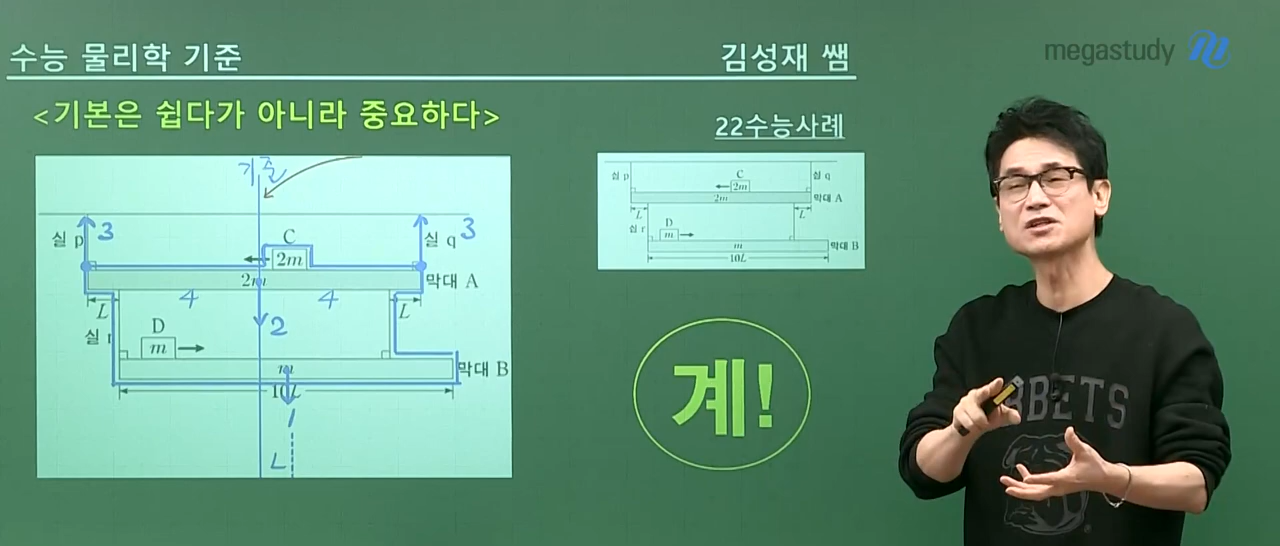 수능 물리학 기준
김성재 쌤
megastudy
<기본은 쉽다가 아니라 중요하다>
22수능사례
기준
실 p
3
C
2m
실 q
3
2m
막대 A
4
4
L
L
2
실 r
D
m
m
막대 B
10L
1
L
실 p
C
2m
실 q
2m
막대 A
L
L
실 r
D
m
m
막대 B
10L
계!